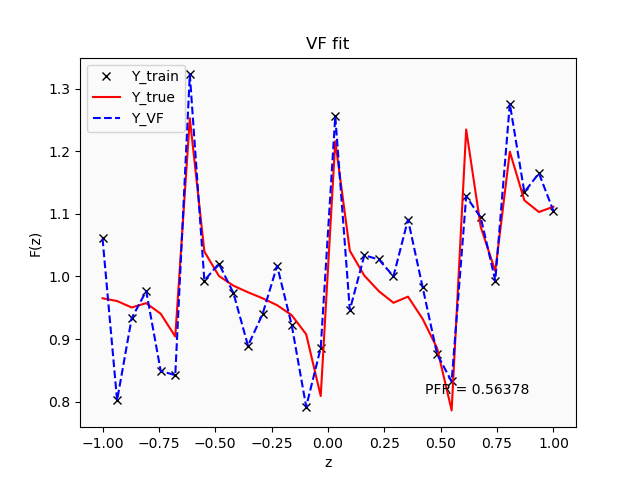 VF fit
Y_train
Y_true
Y_VF
1.3
1.2
1.1
1.0
0.9
0.8
F(z)
PFR = 0.56378
−1.00 −0.75 −0.50 −0.25 0.00 0.25 0.50 0.75 1.00
z